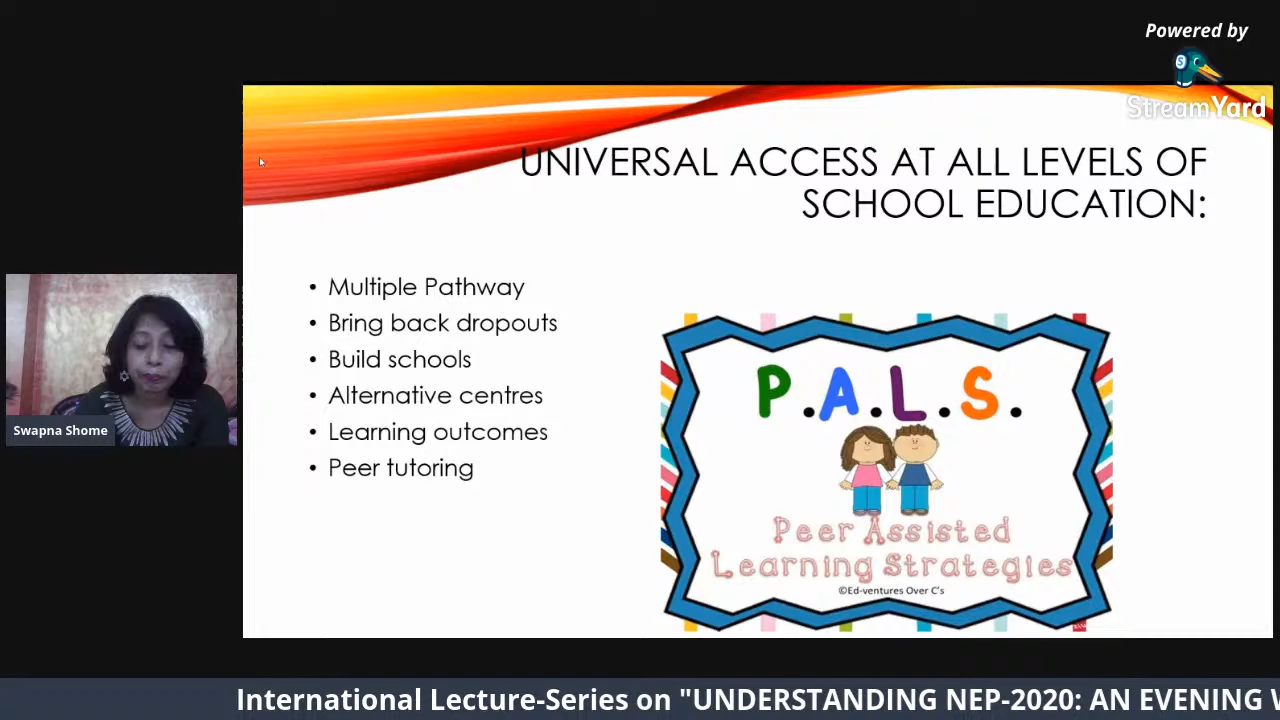 Powered by
StreamYard
UNIVERSAL ACCESS AT ALL LEVELS OF
SCHOOL EDUCATION:
• Multiple Pathway
• Bring back dropouts
• Build schools
• Alternative centres
• Learning outcomes
• Peer tutoring
P.A.L.S.
Peer Assisted
Learning Strategies
©Ed-ventures Over C's
Swapna Shome
International Lecture-Series on "UNDERSTANDING NEP-2020: AN EVENING